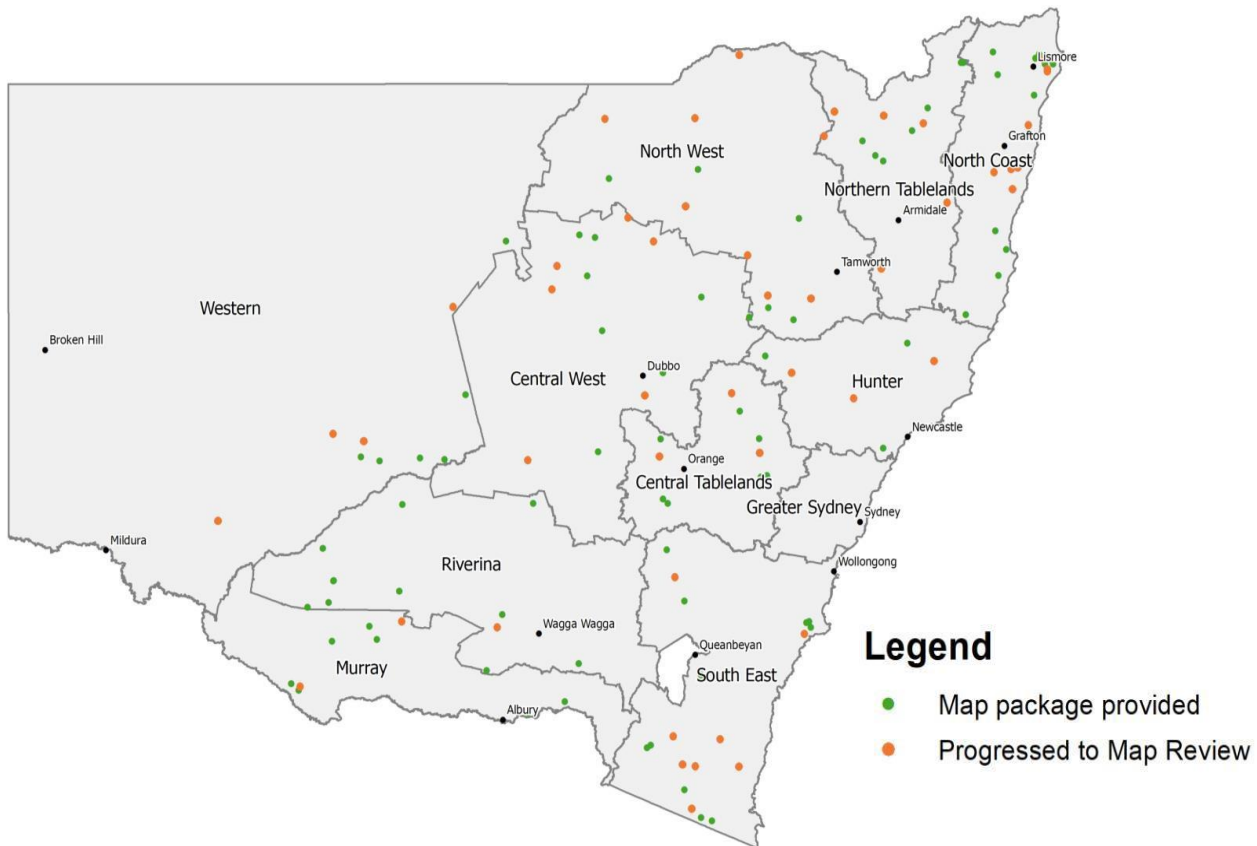 Lismore
North West
Grafton
North Coast
Northern Tablelands
Armidale
Tamworth
Western
Broken Hill
Dubbo
Central West
Hunter
Newcastle
Orange
Central Tablelands
Greater Sydney
Sydney
Mildura
Riverina
Wollongong
Wagga Wagga
Queanbeyan
Murray
South East
Albury
Legend
Map package provided
Progressed to Map Review